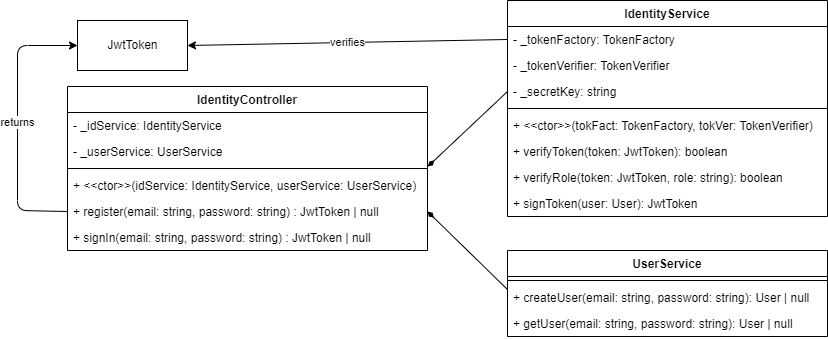 IdentityService
JwtToken
verifies
- _tokenFactory: TokenFactory
- _tokenVerifier: TokenVerifier
- _secretKey: string
+ <<ctor>>(tokFact: TokenFactory, tokVer: TokenVerifier)
+ verifyToken(token: JwtToken): boolean
+ verifyRole(token: JwtToken, role: string): boolean
+ signToken(user: User): JwtToken
returns
IdentityController
- _idService: IdentityService
- _userService: UserService
+ <<ctor>>(idService: IdentityService, userService: UserService)
+ register(email: string, password: string) : JwtToken | null
+ signIn(email: string, password: string) : JwtToken | null
UserService
+ createUser(email: string, password: string): User | null
+ getUser(email: string, password: string): User | null